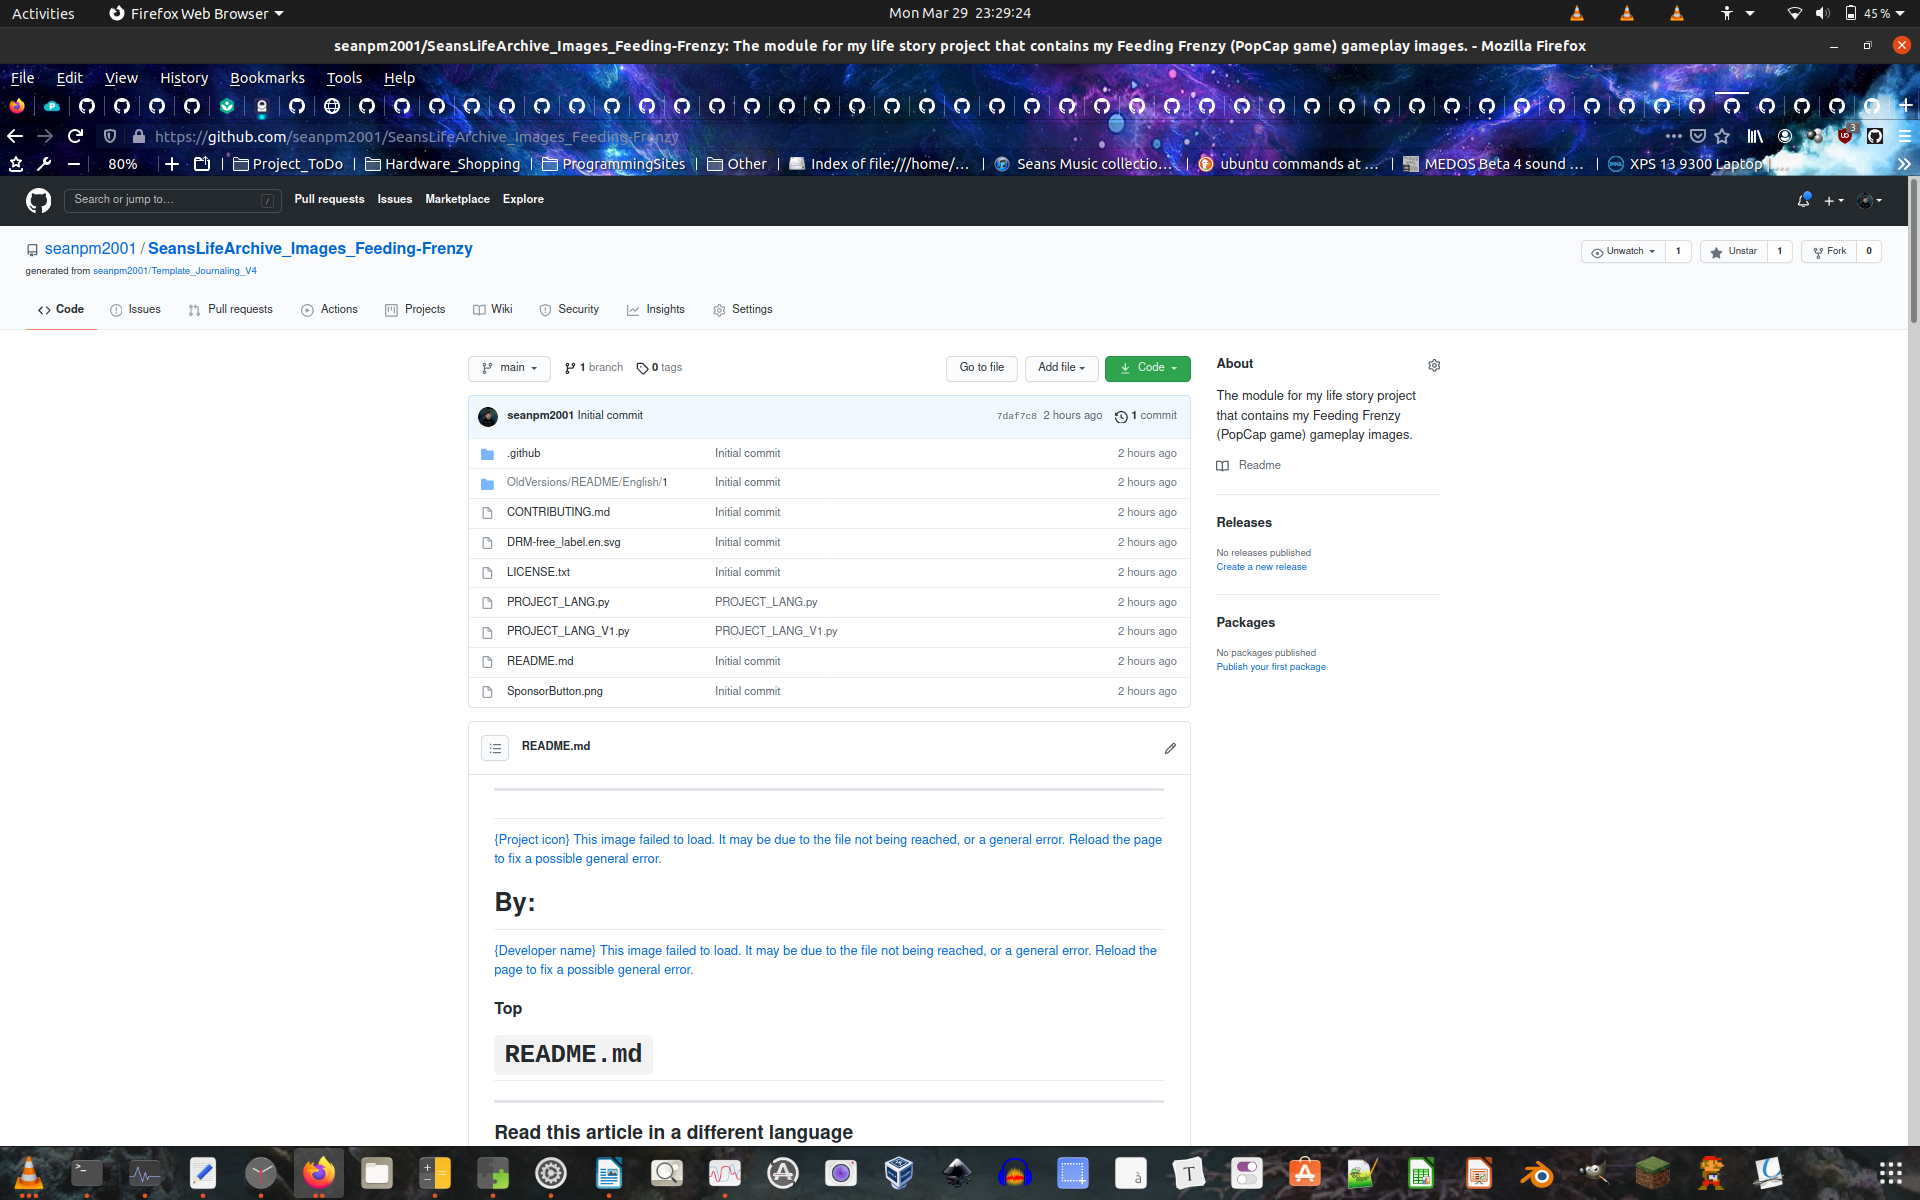 Activities
Firefox Web Browser
Mon Mar 29 23:29:24
45 %
seanpm2001/SeansLifeArchive_Images_Feeding-Frenzy: The module for my life story project that contains my Feeding Frenzy (PopCap game) gameplay images. - Mozilla Firefox
File Edit View History Bookmarks Tools Help
https://github.com/seanpm2001/SeansLifeArchive_Images_Feeding-Frenzy
3
80%
Project_ToDo
Hardware_Shopping
ProgrammingSites
Other
Index of file:///home/…
Seans Music collectio…
ubuntu commands at …
MEDOS Beta 4 sound …
XPS 13 9300 Laptop
Search or jump to…
/
Pull requests Issues Marketplace Explore
seanpm2001 / SeansLifeArchive_Images_Feeding-Frenzy
Unwatch 1
Unstar 1
Fork 0
generated from seanpm2001/Template_Journaling_V4
Code
Issues
Pull requests
Actions
Projects
Wiki
Security
Insights
Settings
main
1 branch
0 tags
Go to file
Add file
Code
seanpm2001 Initial commit 7daf7c8 2 hours ago 1 commit
.github Initial commit 2 hours ago
OldVersions/README/English/1 Initial commit 2 hours ago
CONTRIBUTING.md Initial commit 2 hours ago
DRM-free_label.en.svg Initial commit 2 hours ago
LICENSE.txt Initial commit 2 hours ago
PROJECT_LANG.py PROJECT_LANG.py 2 hours ago
PROJECT_LANG_V1.py PROJECT_LANG_V1.py 2 hours ago
README.md Initial commit 2 hours ago
SponsorButton.png Initial commit 2 hours ago
About
The module for my life story project
that contains my Feeding Frenzy
(PopCap game) gameplay images.
Readme
Releases
No releases published
Create a new release
Packages
No packages published
Publish your first package
README.md
{Project icon} This image failed to load. It may be due to the file not being reached, or a general error. Reload the page
to fix a possible general error.
By:
{Developer name} This image failed to load. It may be due to the file not being reached, or a general error. Reload the
page to fix a possible general error.
Top
README.md
Read this article in a different language